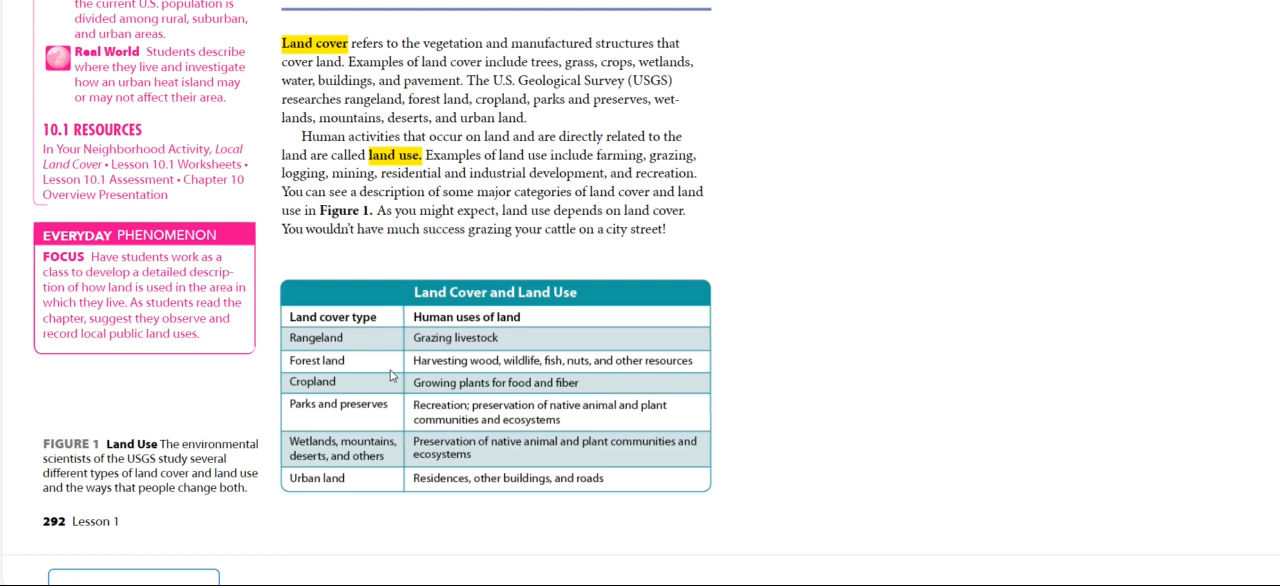 the current U.S. population is
divided among rural, suburban,
and urban areas.
Real World Students describe
where they live and investigate
how an urban heat island may
or may not affect their area.
10.1 RESOURCES
In Your Neighborhood Activity, Local
Land Cover • Lesson 10.1 Worksheets •
Lesson 10.1 Assessment • Chapter 10
Overview Presentation
EVERYDAY PHENOMENON
FOCUS Have students work as a
class to develop a detailed descrip-
tion of how land is used in the area in
which they live. As students read the
chapter, suggest they observe and
record local public land uses.
FIGURE 1 Land Use The environmental
scientists of the USGS study several
different types of land cover and land use
and the ways that people change both.
292 Lesson 1
Land cover refers to the vegetation and manufactured structures that
cover land. Examples of land cover include trees, grass, crops, wetlands,
water, buildings, and pavement. The U.S. Geological Survey (USGS)
researches rangeland, forest land, cropland, parks and preserves, wet-
lands, mountains, deserts, and urban land.
Human activities that occur on land and are directly related to the
land are called land use. Examples of land use include farming, grazing,
logging, mining, residential and industrial development, and recreation.
You can see a description of some major categories of land cover and land
use in Figure 1. As you might expect, land use depends on land cover.
You wouldn't have much success grazing your cattle on a city street!
Land Cover and Land Use
Land cover type Human uses of land
Rangeland Grazing livestock
Forest land Harvesting wood, wildlife, fish, nuts, and other resources
Cropland Growing plants for food and fiber
Parks and preserves Recreation; preservation of native animal and plant
communities and ecosystems
Wetlands, mountains, Preservation of native animal and plant communities and
deserts, and others ecosystems
Urban land Residences, other buildings, and roads